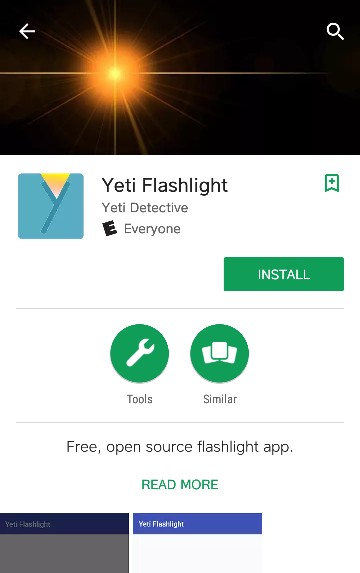 Yeti Flashlight
Yeti Detective
E Everyone
INSTALL
Tools
Similar
Free, open source flashlight app.
READ MORE
Yeti Flashlight
Yeti Flashlight